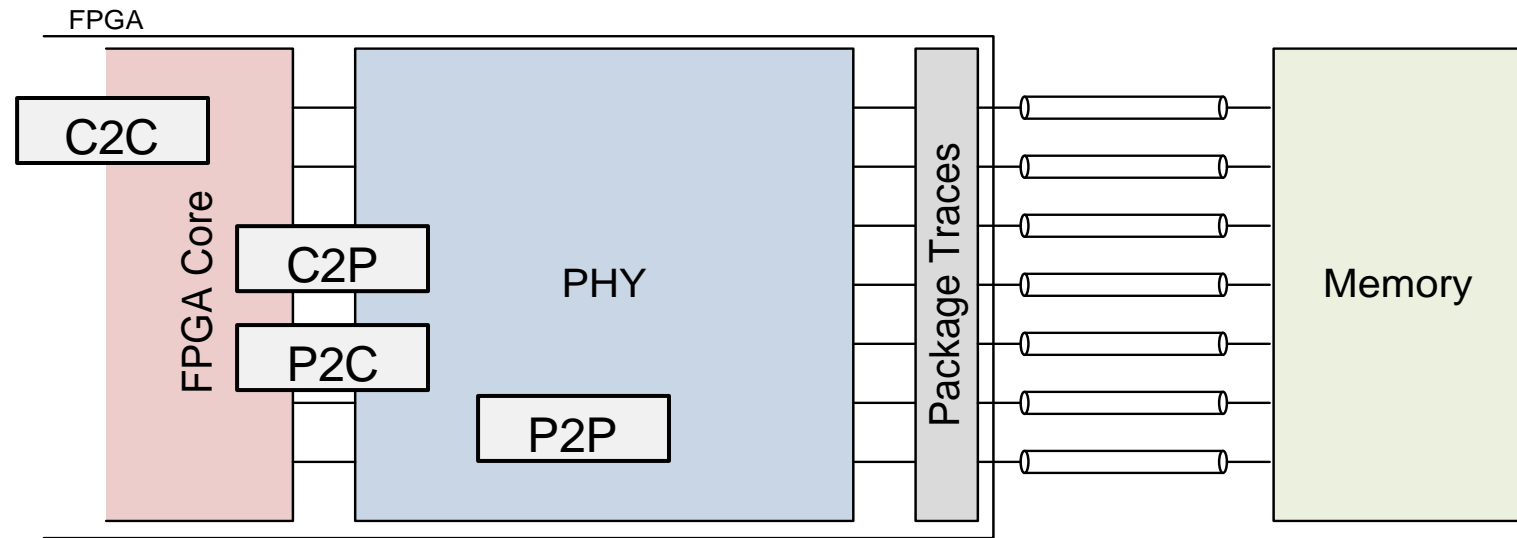 FPGA
C2C
FPGA Core
C2P
P2C
PHY
P2P
Package Traces
Memory